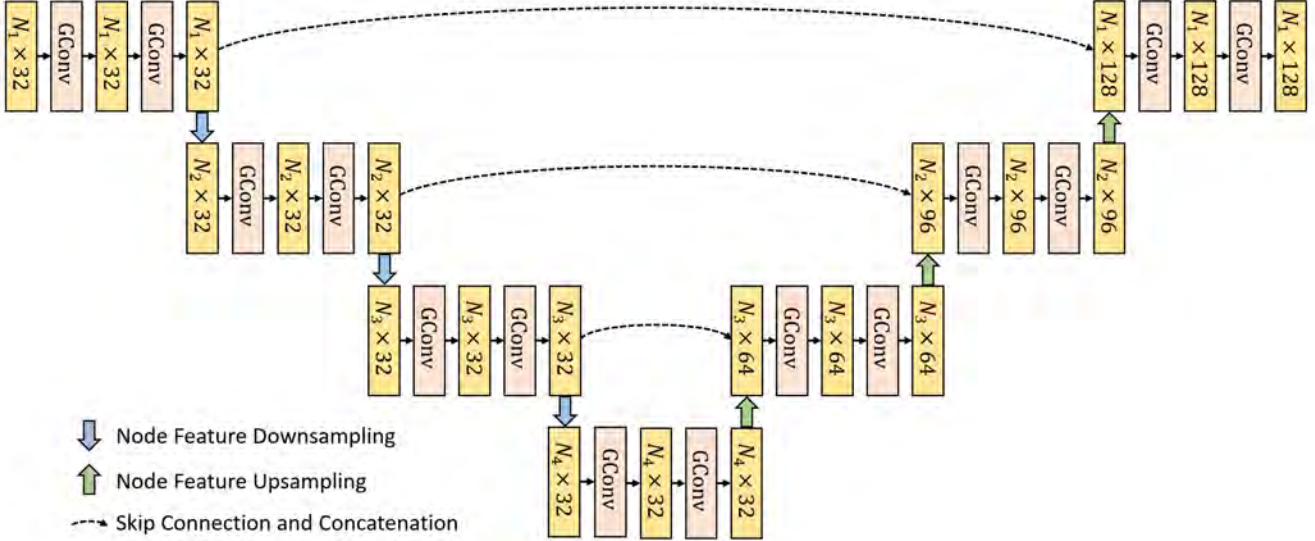 N₁ × 32
GConv
N₁ × 32
GConv
N₁ × 32
N₁ × 128
GConv
N₁ × 128
GConv
N₁ × 128
N₂ × 32
GConv
N₂ × 32
GConv
N₂ × 32
N₂ × 96
GConv
N₂ × 96
GConv
N₂ × 96
N₃ × 32
GConv
N₃ × 32
GConv
N₃ × 32
N₃ × 64
GConv
N₃ × 64
GConv
N₃ × 64
N₄ × 32
GConv
N₄ × 32
GConv
N₄ × 32
Node Feature Downsampling
Node Feature Upsampling
Skip Connection and Concatenation